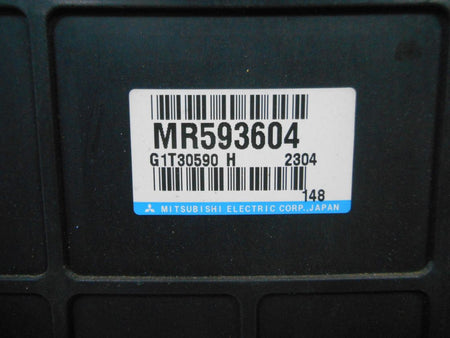 MR593604
G1T30590 H 2304
148
MITSUBISHI ELECTRIC CORP., JAPAN